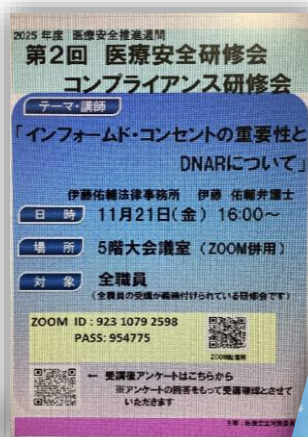 2025 年度 医療安全推進週間
第2回 医療安全研修会
コンプライアンス研修会
テーマ・講師
「インフォームド・コンセントの重要性と
DNARについて」
伊藤佑輔法律事務所 伊藤 佑輔弁護士
日 時 11月21日(金) 16:00～
場 所 5階大会議室 (ZOOM併用)
対 象 全職員
(全職員の受講が義務付けられている研修会です)
ZOOM ID : 923 1079 2598
PASS: 954775
ZOOM配信用
← 受講後アンケートはこちらから
※アンケートの回答をもって受講確認とさせて
いただきます